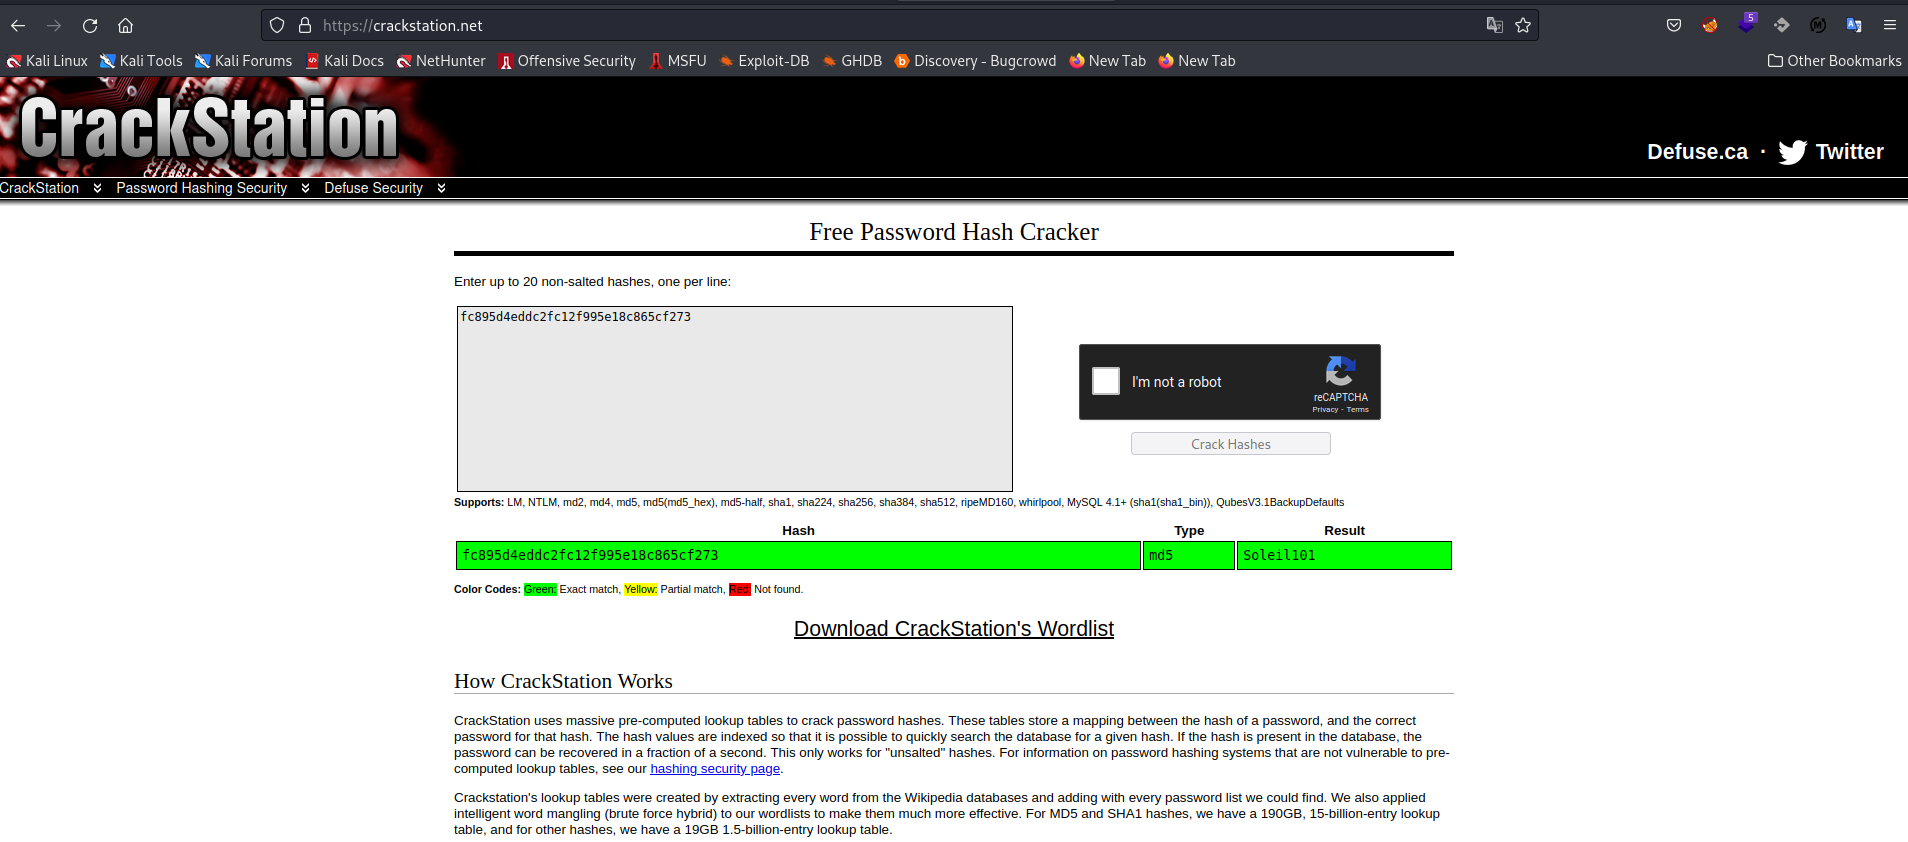 https://crackstation.net
5
Kali Linux Kali Tools Kali Forums Kali Docs NetHunter Offensive Security MSFU Exploit-DB GHDB Discovery - Bugcrowd New Tab New Tab Other Bookmarks
CrackStation
Defuse.ca · Twitter
CrackStation Password Hashing Security Defuse Security
Free Password Hash Cracker
Enter up to 20 non-salted hashes, one per line:
fc895d4eddc2fc12f995e18c865cf273
I'm not a robot
reCAPTCHA
Privacy - Terms
Crack Hashes
Supports: LM, NTLM, md2, md4, md5, md5(md5_hex), md5-half, sha1, sha224, sha256, sha384, sha512, ripeMD160, whirlpool, MySQL 4.1+ (sha1(sha1_bin)), QubesV3.1BackupDefaults
Hash Type Result
fc895d4eddc2fc12f995e18c865cf273 md5 Soleil101
Color Codes: Green: Exact match, Yellow: Partial match, Red: Not found.
Download CrackStation's Wordlist
How CrackStation Works
CrackStation uses massive pre-computed lookup tables to crack password hashes. These tables store a mapping between the hash of a password, and the correct
password for that hash. The hash values are indexed so that it is possible to quickly search the database for a given hash. If the hash is present in the database, the
password can be recovered in a fraction of a second. This only works for "unsalted" hashes. For information on password hashing systems that are not vulnerable to pre-
computed lookup tables, see our hashing security page.
Crackstation's lookup tables were created by extracting every word from the Wikipedia databases and adding with every password list we could find. We also applied
intelligent word mangling (brute force hybrid) to our wordlists to make them much more effective. For MD5 and SHA1 hashes, we have a 190GB, 15-billion-entry lookup
table, and for other hashes, we have a 19GB 1.5-billion-entry lookup table.